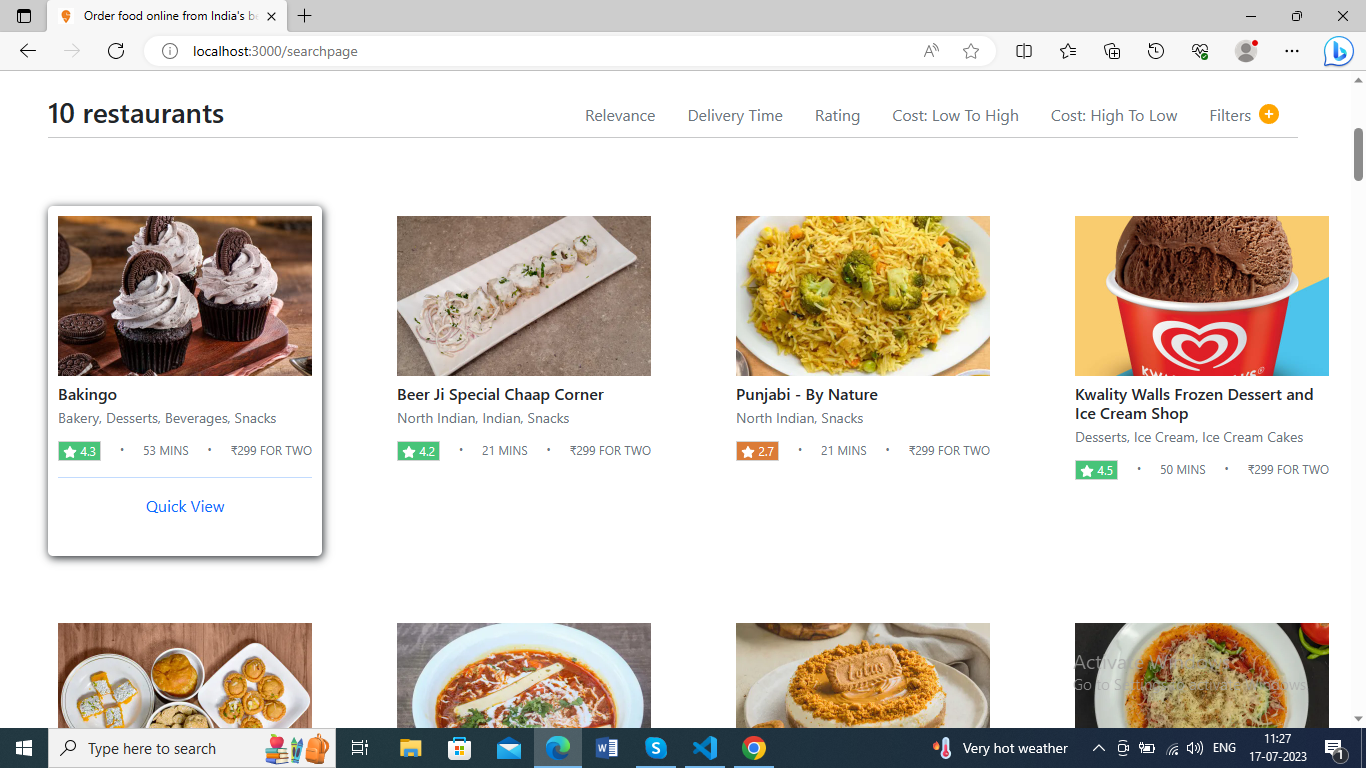 Order food online from India's be
localhost:3000/searchpage
10 restaurants
Relevance
Delivery Time
Rating
Cost: Low To High
Cost: High To Low
Filters
Bakingo
Bakery, Desserts, Beverages, Snacks
4.3 • 53 MINS • ₹299 FOR TWO
Quick View
Beer Ji Special Chaap Corner
North Indian, Indian, Snacks
4.2 • 21 MINS • ₹299 FOR TWO
Punjabi - By Nature
North Indian, Snacks
2.7 • 21 MINS • ₹299 FOR TWO
Kwality Walls Frozen Dessert and
Ice Cream Shop
Desserts, Ice Cream, Ice Cream Cakes
4.5 • 50 MINS • ₹299 FOR TWO
Lotus
Activate Windows
Go to Settings to activate Windows.
Type here to search
Very hot weather
ENG
11:27
17-07-2023
1